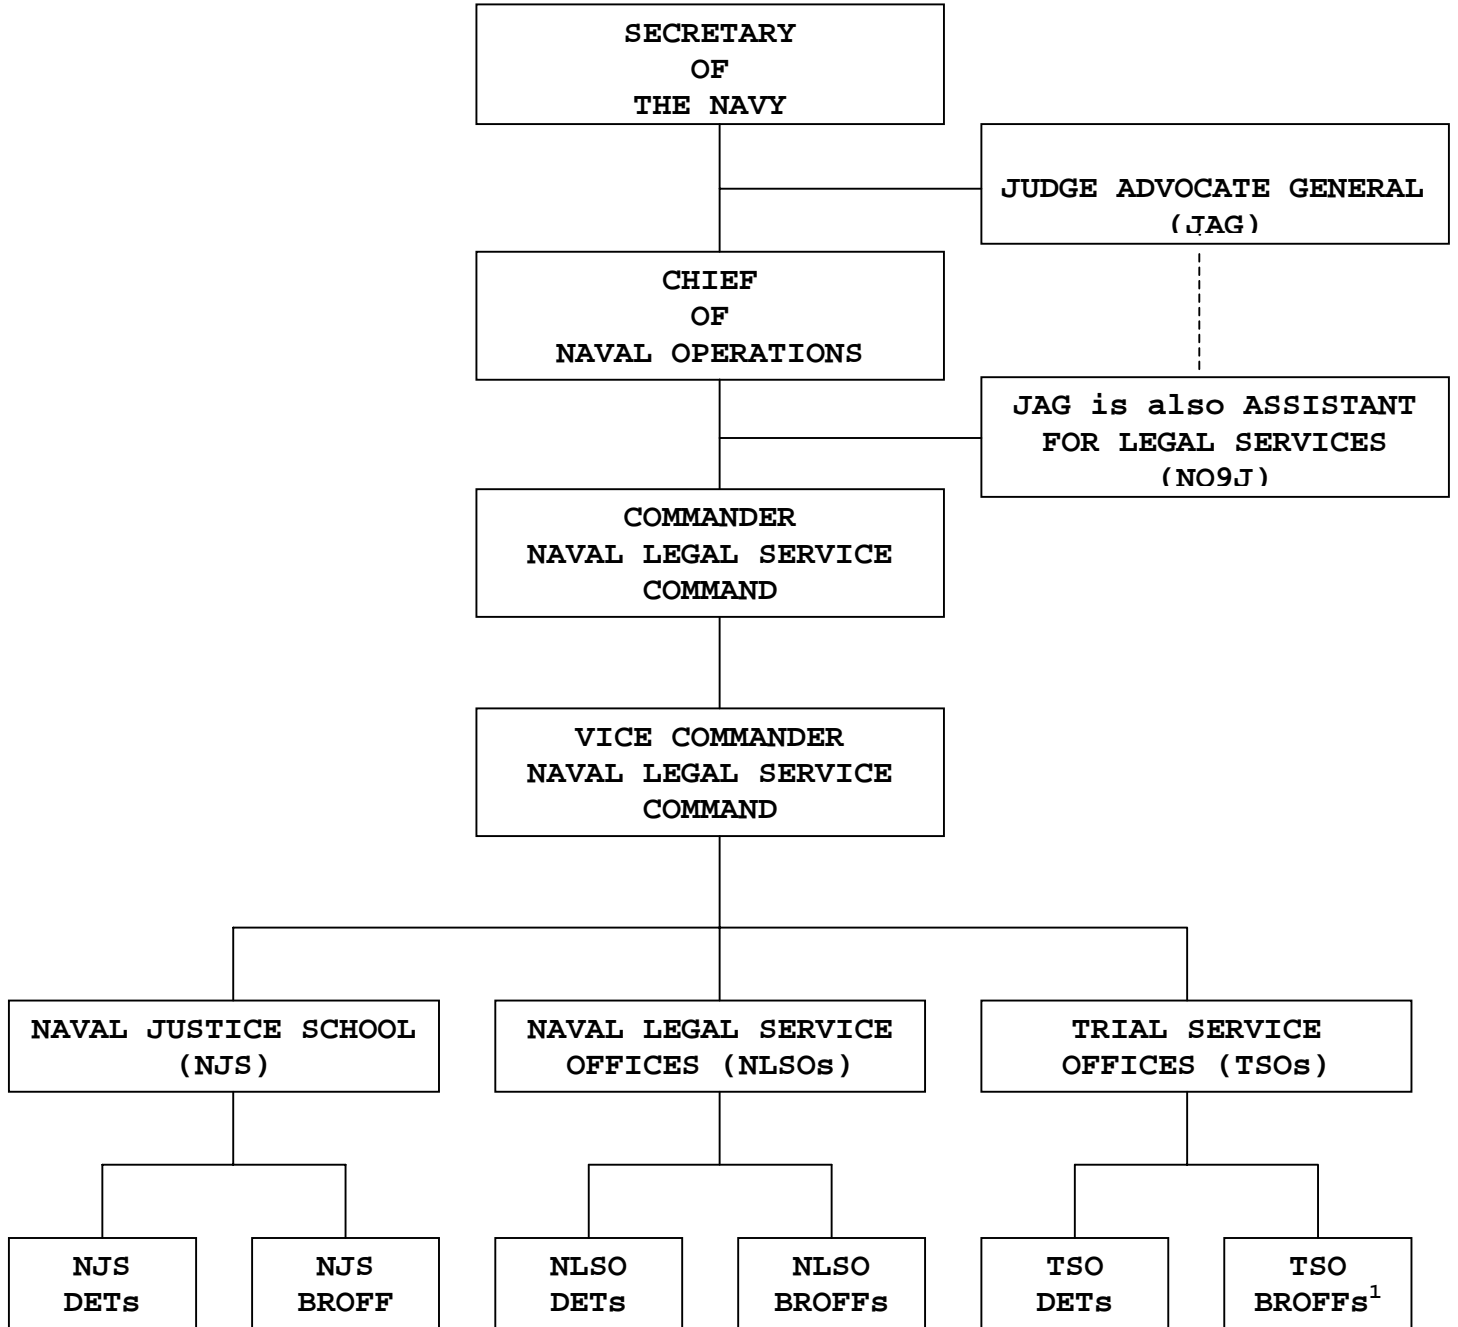 SECRETARY
OF
THE NAVY
JUDGE ADVOCATE GENERAL
(JAG)
CHIEF
OF
NAVAL OPERATIONS
JAG is also ASSISTANT
FOR LEGAL SERVICES
(NO9J)
COMMANDER
NAVAL LEGAL SERVICE
COMMAND
VICE COMMANDER
NAVAL LEGAL SERVICE
COMMAND
NAVAL JUSTICE SCHOOL
(NJS)
NAVAL LEGAL SERVICE
OFFICES (NLSOs)
TRIAL SERVICE
OFFICES (TSOs)
NJS
DETs
NJS
BROFF
NLSO
DETs
NLSO
BROFFs
TSO
DETs
TSO
BROFFs¹